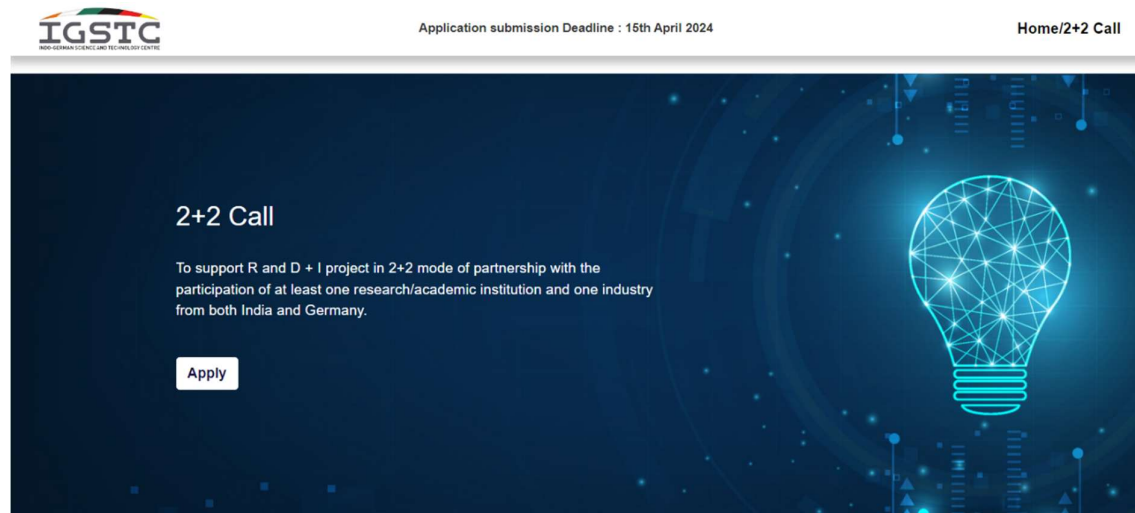 IGSTC
INDO-GERMAN SCIENCE AND TECHNOLOGY CENTRE
Application submission Deadline : 15th April 2024
Home/2+2 Call
2+2 Call
To support R and D + I project in 2+2 mode of partnership with the
participation of at least one research/academic institution and one industry
from both India and Germany.
Apply